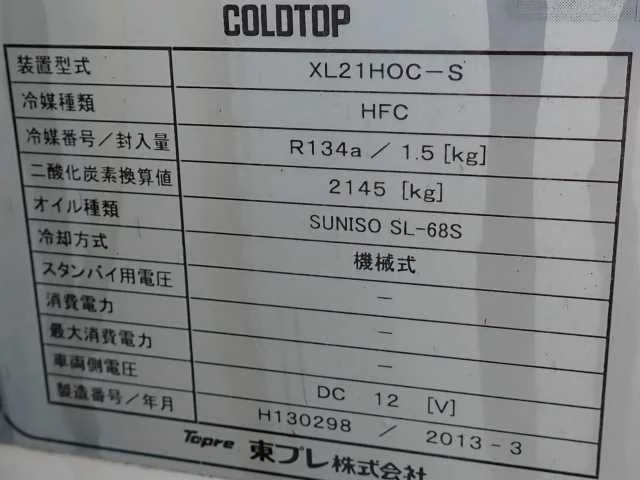 COLDTOP
装置型式 XL21HOC-S
冷媒種類 HFC
冷媒番号/封入量 R134a / 1.5 [kg]
二酸化炭素換算値 2145 [kg]
オイル種類 SUNISO SL-68S
冷却方式 機械式
スタンバイ用電圧 -
消費電力 -
最大消費電力 -
車両側電圧 DC 12 [V]
製造番号/年月 H130298 / 2013-3
Topre 東プレ株式会社